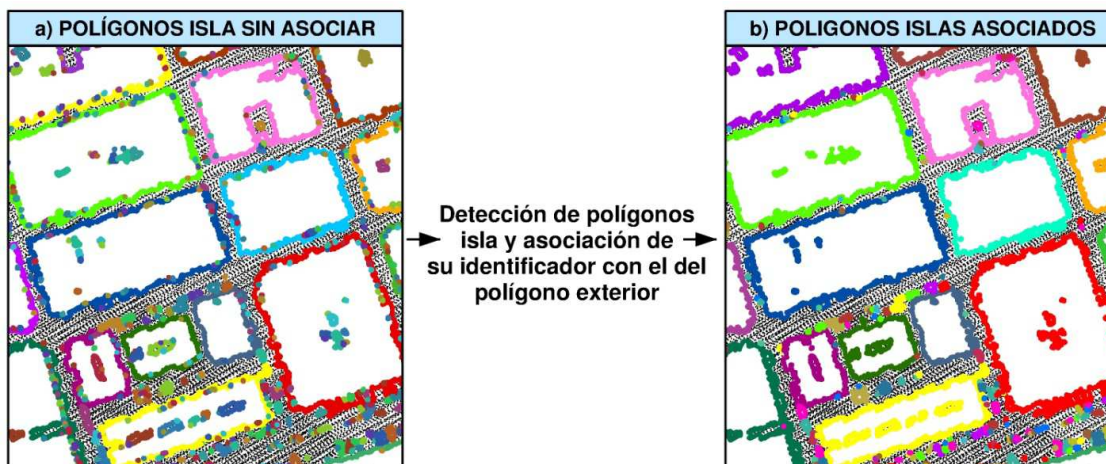 a) POLÍGONOS ISLA SIN ASOCIAR
b) POLIGONOS ISLAS ASOCIADOS
Detección de polígonos
isla y asociación de
su identificador con el del
polígono exterior